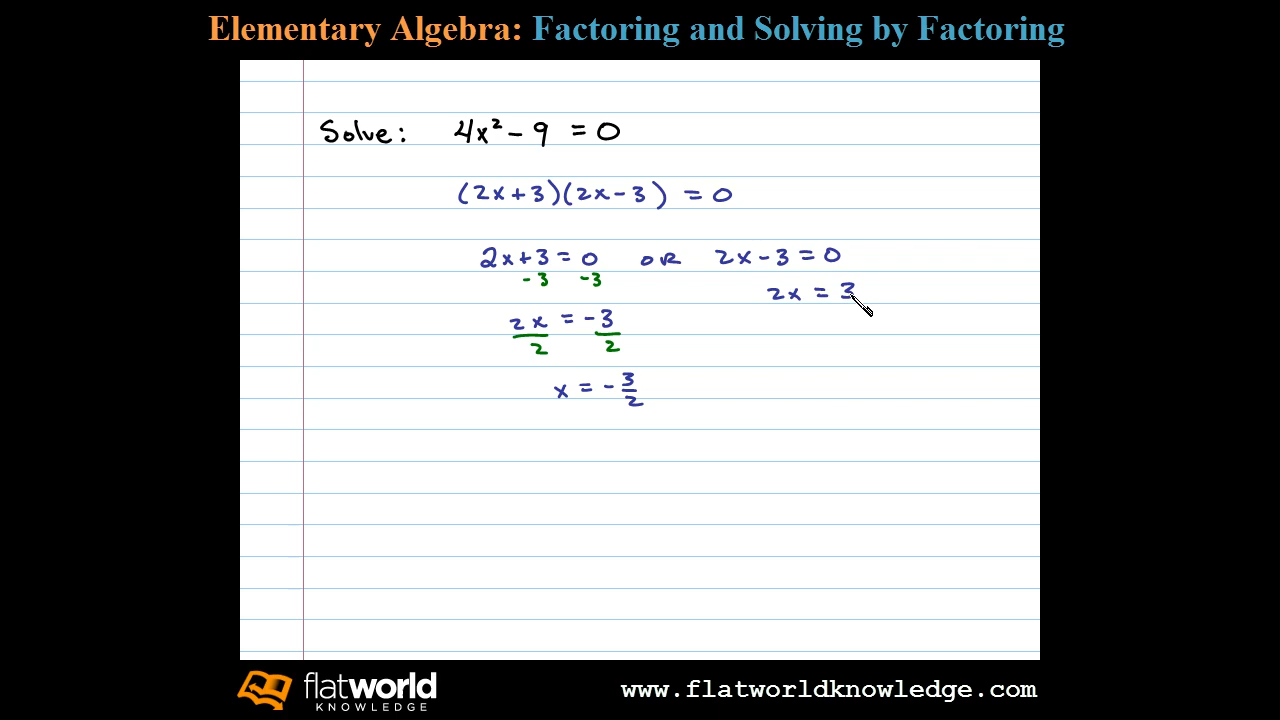 Elementary Algebra: Factoring and Solving by Factoring
Solve: 4x² - 9 = 0
(2x+3)(2x-3) = 0
2x+3 = 0 OR 2x-3 = 0
-3 -3
2x = 3
2x = -3
2 2
x = - 3/2
flatworld
KNOWLEDGE
www.flatworldknowledge.com